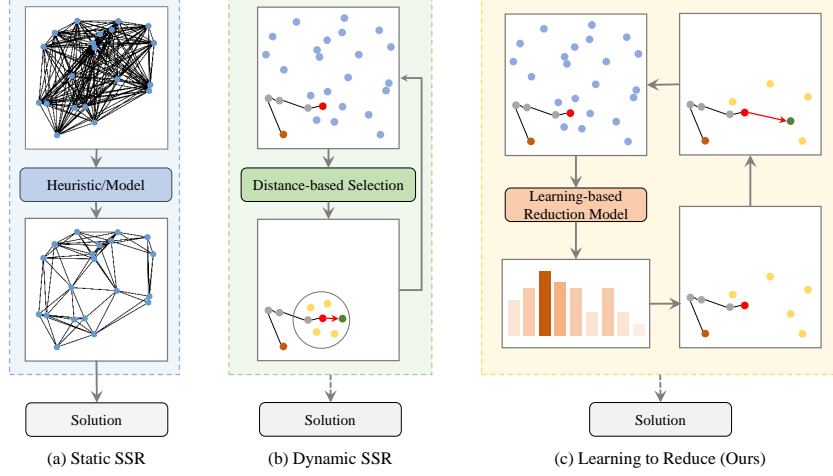 Heuristic/Model
Solution
(a) Static SSR
Distance-based Selection
Solution
(b) Dynamic SSR
Learning-based
Reduction Model
Solution
(c) Learning to Reduce (Ours)